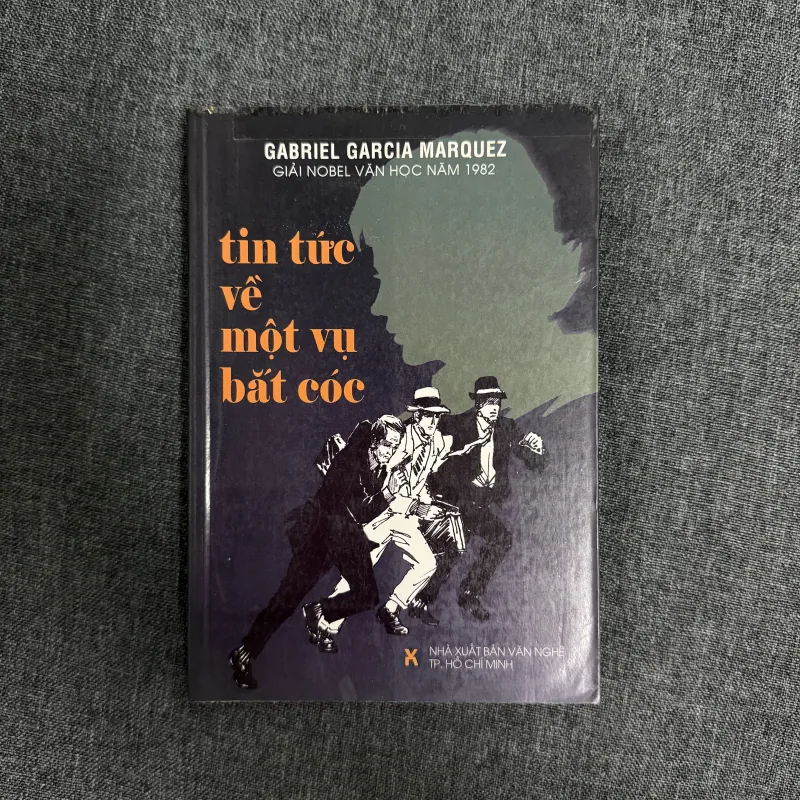 GABRIEL GARCIA MARQUEZ
GIẢI NOBEL VĂN HỌC NĂM 1982
tin tức
về
một vụ
bắt cóc
NHÀ XUẤT BẢN VĂN NGHỆ
TP. HỒ CHÍ MINH